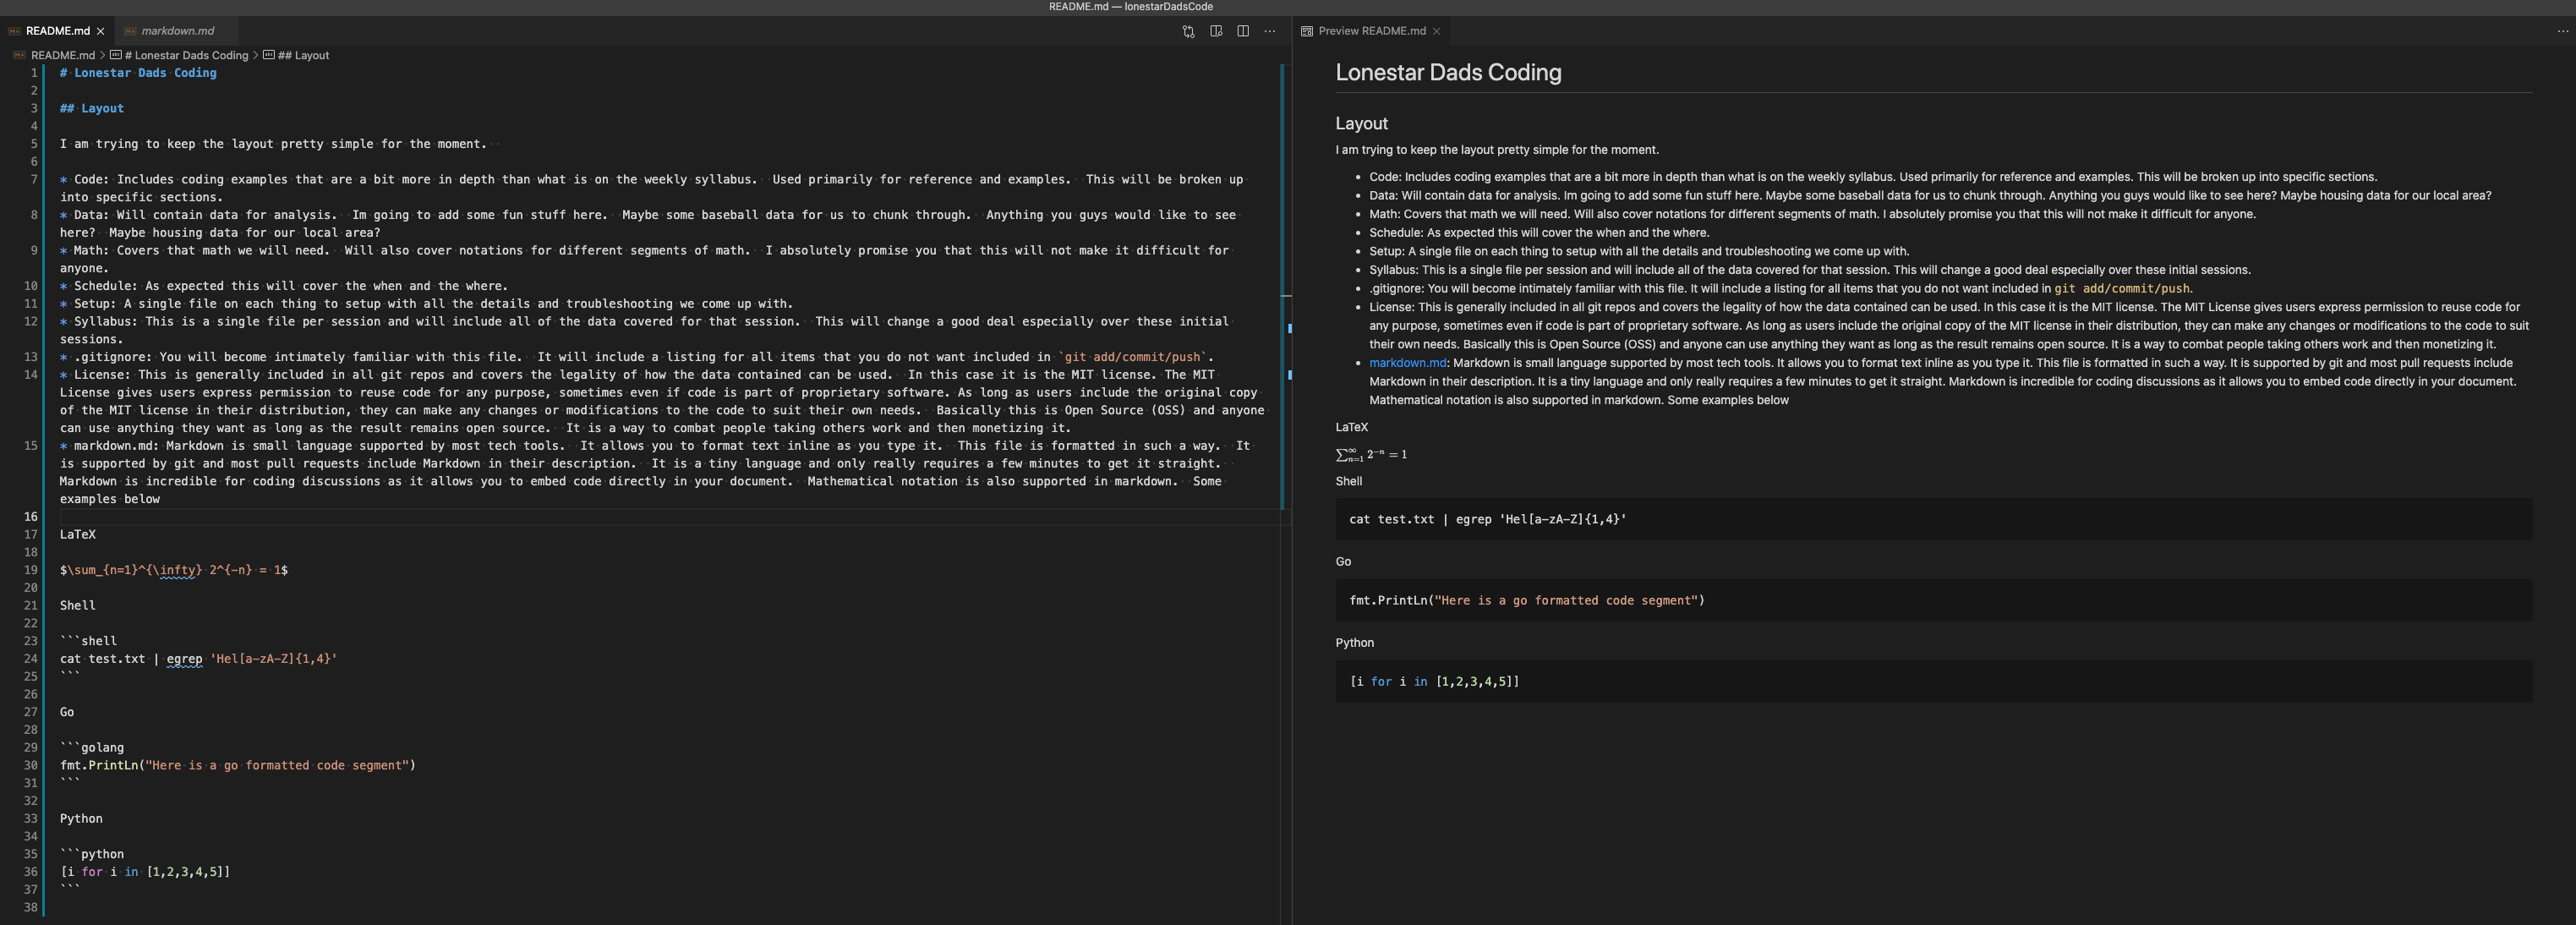 README.md — lonestarDadsCode
README.md
markdown.md
README.md > # Lonestar Dads Coding > ## Layout
1 # Lonestar Dads Coding
2
3 ## Layout
4
5 I am trying to keep the layout pretty simple for the moment.
6
7 * Code: Includes coding examples that are a bit more in depth than what is on the weekly syllabus.  Used primarily for reference and examples.  This will be broken up
into specific sections.
8 * Data: Will contain data for analysis.  Im going to add some fun stuff here.  Maybe some baseball data for us to chunk through.  Anything you guys would like to see
here?  Maybe housing data for our local area?
9 * Math: Covers that math we will need.  Will also cover notations for different segments of math.  I absolutely promise you that this will not make it difficult for
anyone.
10 * Schedule: As expected this will cover the when and the where.
11 * Setup: A single file on each thing to setup with all the details and troubleshooting we come up with.
12 * Syllabus: This is a single file per session and will include all of the data covered for that session.  This will change a good deal especially over these initial
sessions.
13 * .gitignore: You will become intimately familiar with this file.  It will include a listing for all items that you do not want included in `git add/commit/push`.
14 * License: This is generally included in all git repos and covers the legality of how the data contained can be used.  In this case it is the MIT license. The MIT
License gives users express permission to reuse code for any purpose, sometimes even if code is part of proprietary software. As long as users include the original copy
of the MIT license in their distribution, they can make any changes or modifications to the code to suit their own needs.  Basically this is Open Source (OSS) and anyone
can use anything they want as long as the result remains open source.  It is a way to combat people taking others work and then monetizing it.
15 * markdown.md: Markdown is small language supported by most tech tools.  It allows you to format text inline as you type it.  This file is formatted in such a way.  It
is supported by git and most pull requests include Markdown in their description.  It is a tiny language and only really requires a few minutes to get it straight.
Markdown is incredible for coding discussions as it allows you to embed code directly in your document.  Mathematical notation is also supported in markdown.  Some
examples below
16
17 LaTeX
18
19 $\sum_{n=1}^{\infty} 2^{-n} = 1$
20
21 Shell
22
23 ```shell
24 cat test.txt | egrep 'Hel[a-zA-Z]{1,4}'
25 ```
26
27 Go
28
29 ```golang
30 fmt.PrintLn("Here is a go formatted code segment")
31 ```
32
33 Python
34
35 ```python
36 [i for i in [1,2,3,4,5]]
37 ```
38
Preview README.md
Lonestar Dads Coding
Layout
I am trying to keep the layout pretty simple for the moment.
• Code: Includes coding examples that are a bit more in depth than what is on the weekly syllabus. Used primarily for reference and examples. This will be broken up into specific sections.
• Data: Will contain data for analysis. Im going to add some fun stuff here. Maybe some baseball data for us to chunk through. Anything you guys would like to see here? Maybe housing data for our local area?
• Math: Covers that math we will need. Will also cover notations for different segments of math. I absolutely promise you that this will not make it difficult for anyone.
• Schedule: As expected this will cover the when and the where.
• Setup: A single file on each thing to setup with all the details and troubleshooting we come up with.
• Syllabus: This is a single file per session and will include all of the data covered for that session. This will change a good deal especially over these initial sessions.
• .gitignore: You will become intimately familiar with this file. It will include a listing for all items that you do not want included in git add/commit/push.
• License: This is generally included in all git repos and covers the legality of how the data contained can be used. In this case it is the MIT license. The MIT License gives users express permission to reuse code for
any purpose, sometimes even if code is part of proprietary software. As long as users include the original copy of the MIT license in their distribution, they can make any changes or modifications to the code to suit
their own needs. Basically this is Open Source (OSS) and anyone can use anything they want as long as the result remains open source. It is a way to combat people taking others work and then monetizing it.
• markdown.md: Markdown is small language supported by most tech tools. It allows you to format text inline as you type it. This file is formatted in such a way. It is supported by git and most pull requests include
Markdown in their description. It is a tiny language and only really requires a few minutes to get it straight. Markdown is incredible for coding discussions as it allows you to embed code directly in your document.
Mathematical notation is also supported in markdown. Some examples below
LaTeX
∑_{n=1}^{∞} 2^{-n} = 1
Shell
cat test.txt | egrep 'Hel[a-zA-Z]{1,4}'
Go
fmt.PrintLn("Here is a go formatted code segment")
Python
[i for i in [1,2,3,4,5]]